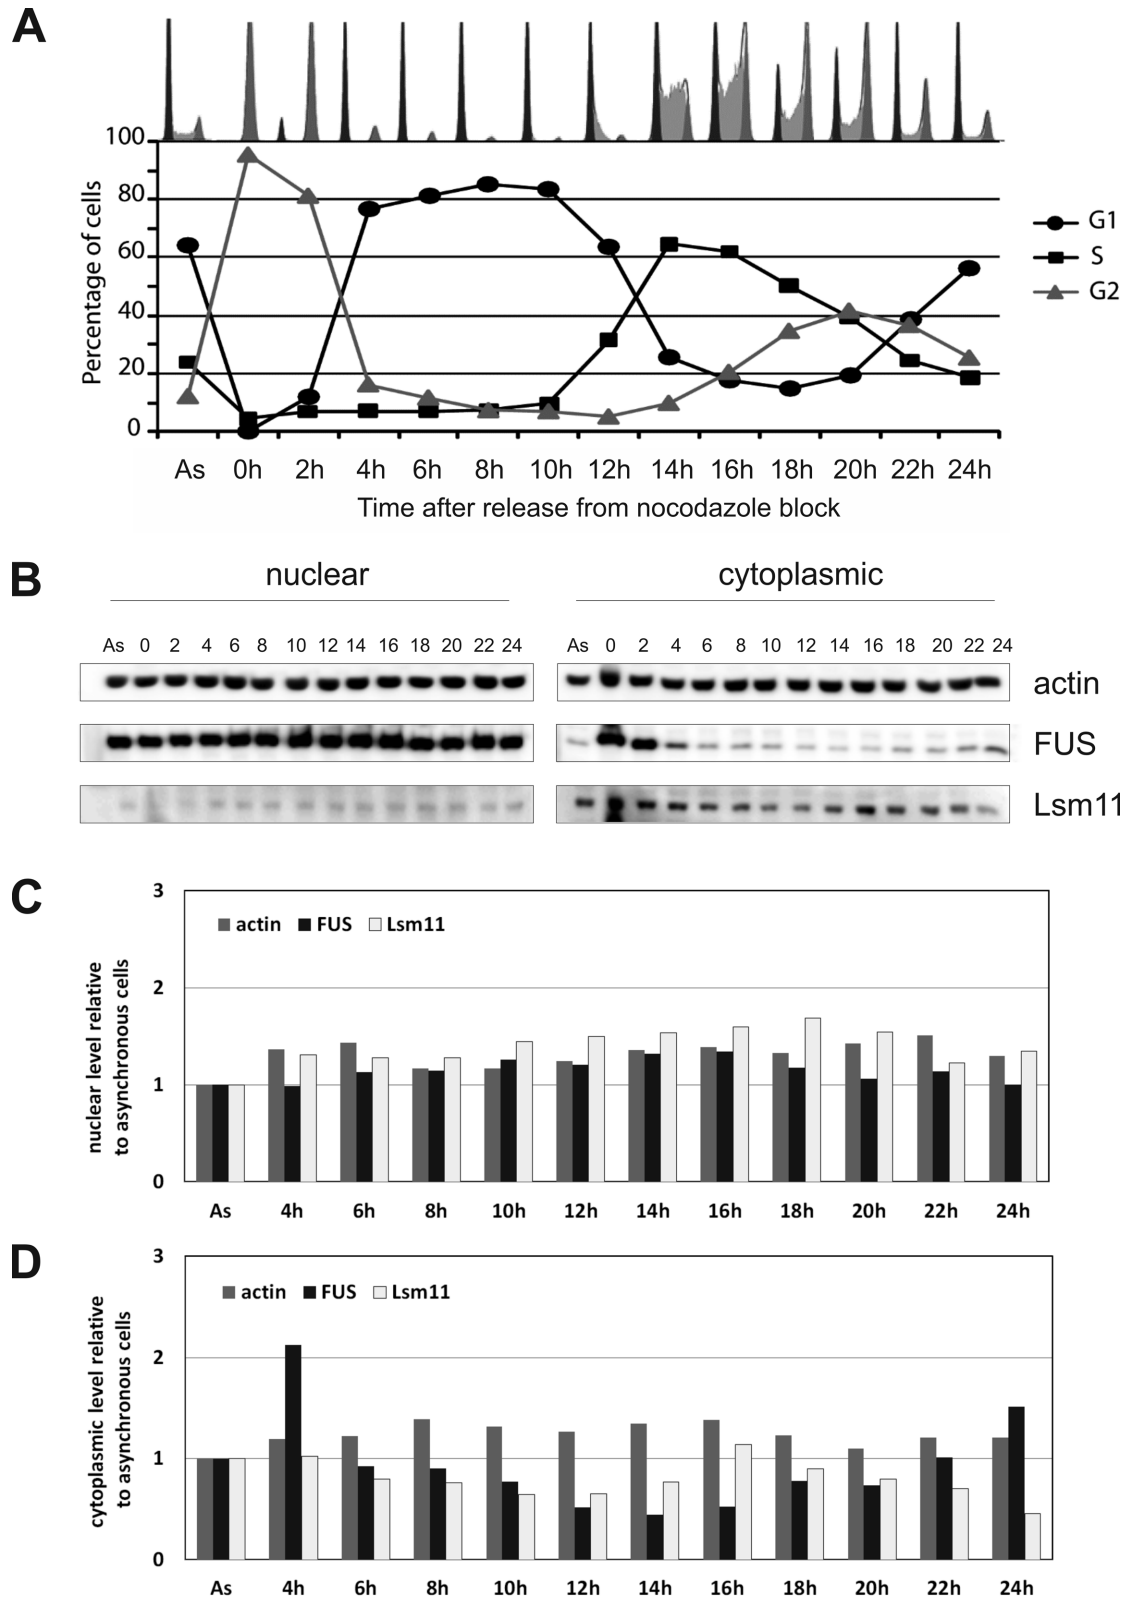 A
100
80
60
40
20
0
Percentage of cells
G1
S
G2
As 0h 2h 4h 6h 8h 10h 12h 14h 16h 18h 20h 22h 24h
Time after release from nocodazole block
B
nuclear cytoplasmic
As 0 2 4 6 8 10 12 14 16 18 20 22 24 As 0 2 4 6 8 10 12 14 16 18 20 22 24
actin
FUS
Lsm11
C
3
2
1
0
nuclear level relative
to asynchronous cells
actin FUS Lsm11
As 4h 6h 8h 10h 12h 14h 16h 18h 20h 22h 24h
D
3
2
1
0
cytoplasmic level relative
to asynchronous cells
actin FUS Lsm11
As 4h 6h 8h 10h 12h 14h 16h 18h 20h 22h 24h